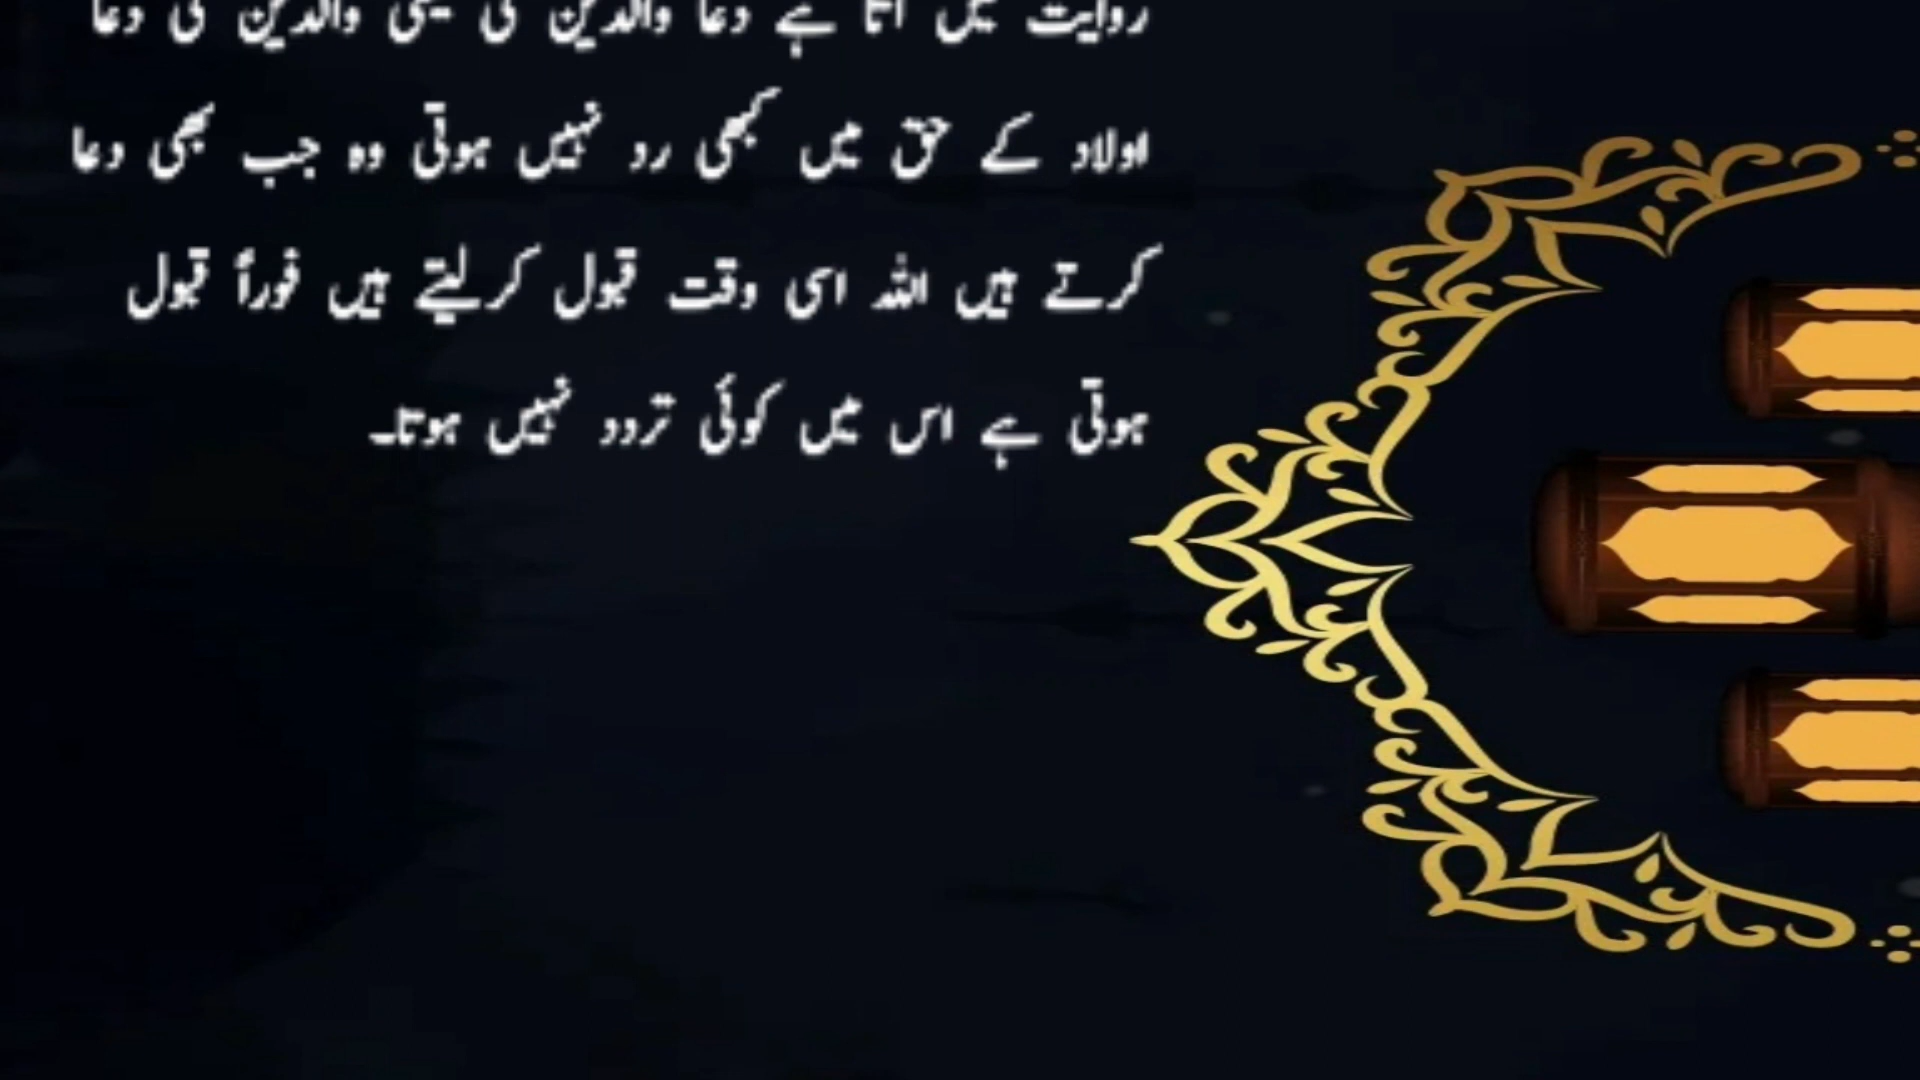 روایت میں آتا ہے دعا والدین کی یعنی والدین کی دعا
اولاد کے حق میں کبھی رد نہیں ہوتی وہ جب بھی دعا
کرتے ہیں اللہ اسی وقت قبول کرلیتے ہیں فوراً قبول
ہوتی ہے اس میں کوئی تردد نہیں ہوتا۔